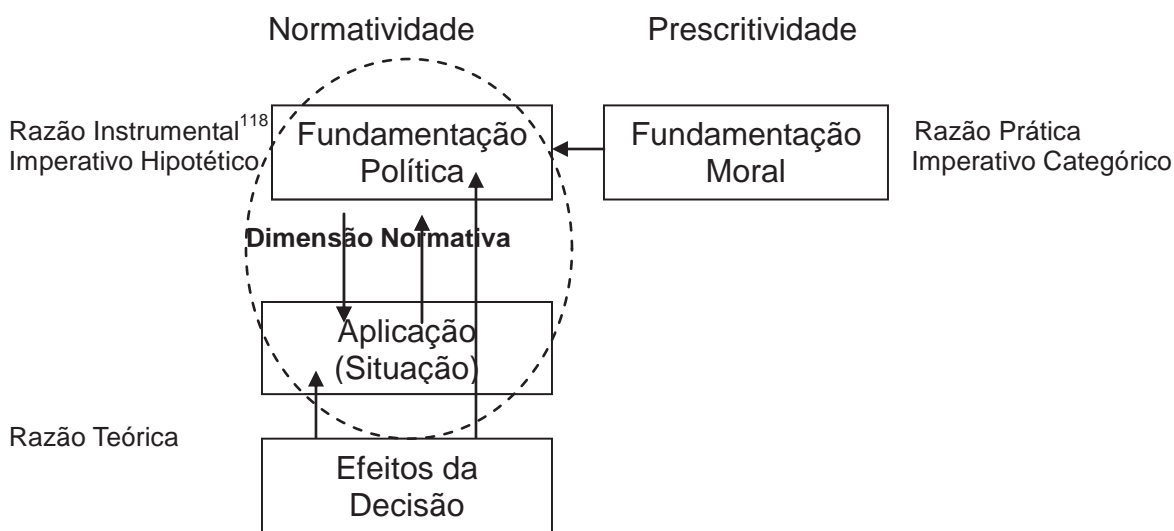 Normatividade
Prescritividade
Razão Instrumental118
Imperativo Hipotético
Fundamentação
Política
Fundamentação
Moral
Razão Prática
Imperativo Categórico
Dimensão Normativa
Aplicação
(Situação)
Razão Teórica
Efeitos da
Decisão